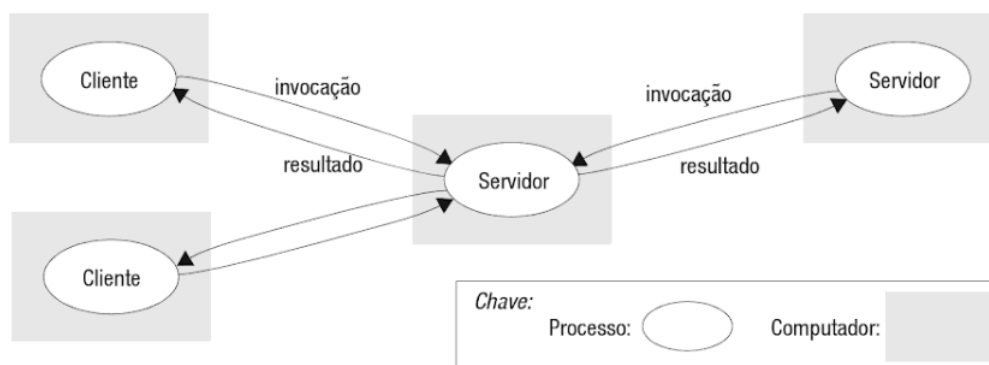 Cliente
invocação
resultado
Servidor
invocação
resultado
Servidor
Cliente
Chave:
Processo:
Computador: